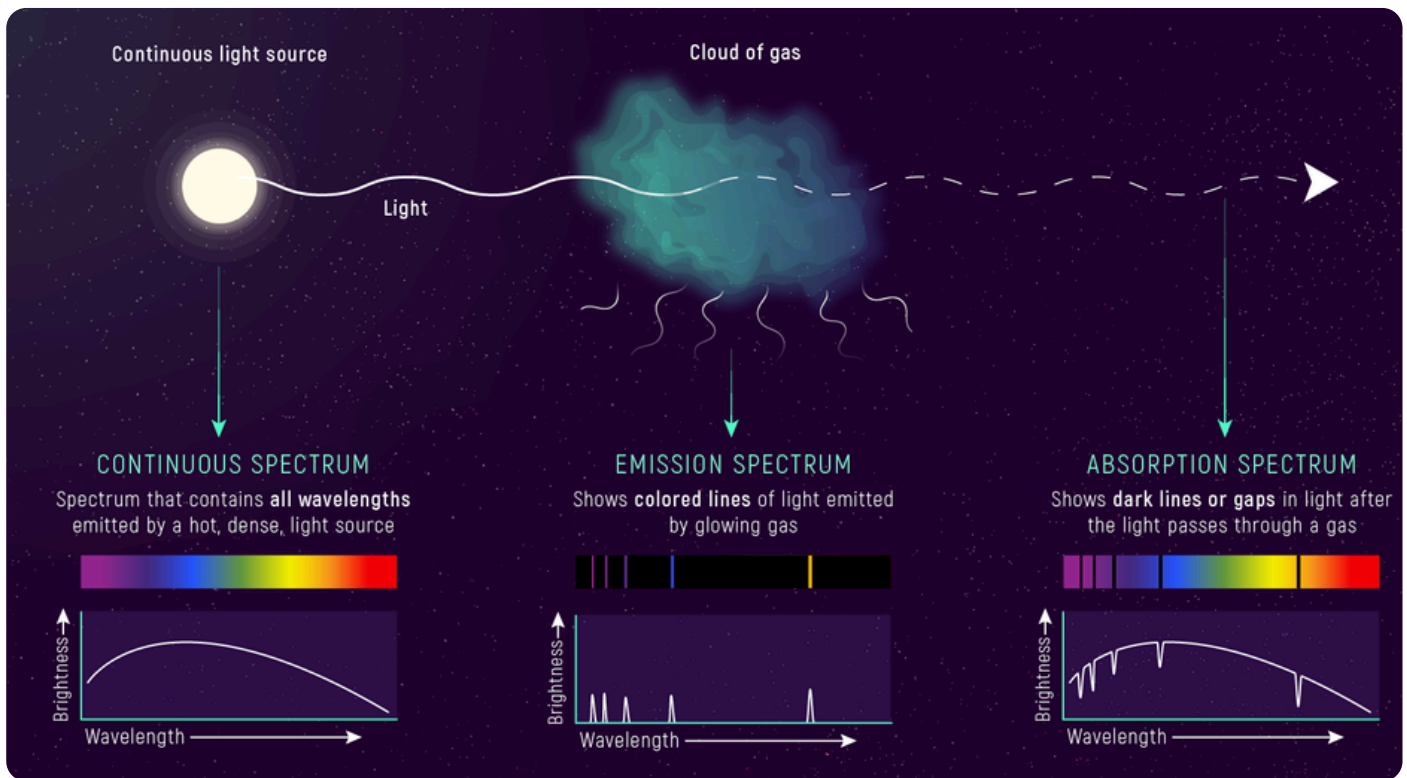 Continuous light source
Cloud of gas
Light
CONTINUOUS SPECTRUM
Spectrum that contains all wavelengths
emitted by a hot, dense, light source
Brightness
Wavelength
EMISSION SPECTRUM
Shows colored lines of light emitted
by glowing gas
Brightness
Wavelength
ABSORPTION SPECTRUM
Shows dark lines or gaps in light after
the light passes through a gas
Brightness
Wavelength